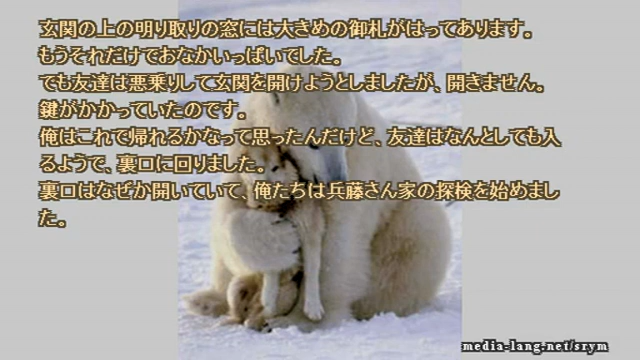 玄関の上の明り取りの窓には大きめの御札がはってあります。
もうそれだけでおなかいっぱいでした。
でも友達は悪乗りして玄関を開けようとしましたが、開きません。
鍵がかかっていたのです。
俺はこれで帰れるかなって思ったんだけど、友達はなんとしても入
るようで、裏口に回りました。
裏口はなぜか開いていて、俺たちは兵藤さん家の探検を始めまし
た。
media-lang.net/srym